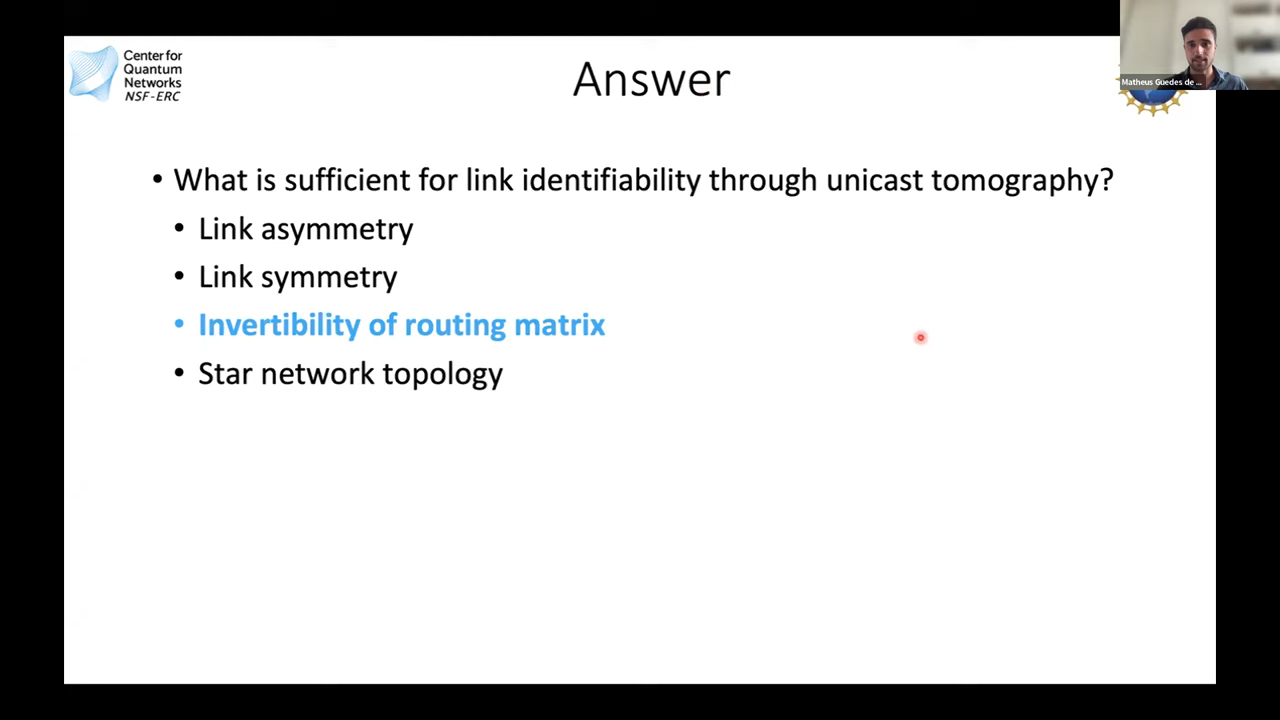 Center for
Quantum
Networks
NSF-ERC
Answer
Matheus Guedes de ...
• What is sufficient for link identifiability through unicast tomography?
• Link asymmetry
• Link symmetry
• Invertibility of routing matrix
• Star network topology